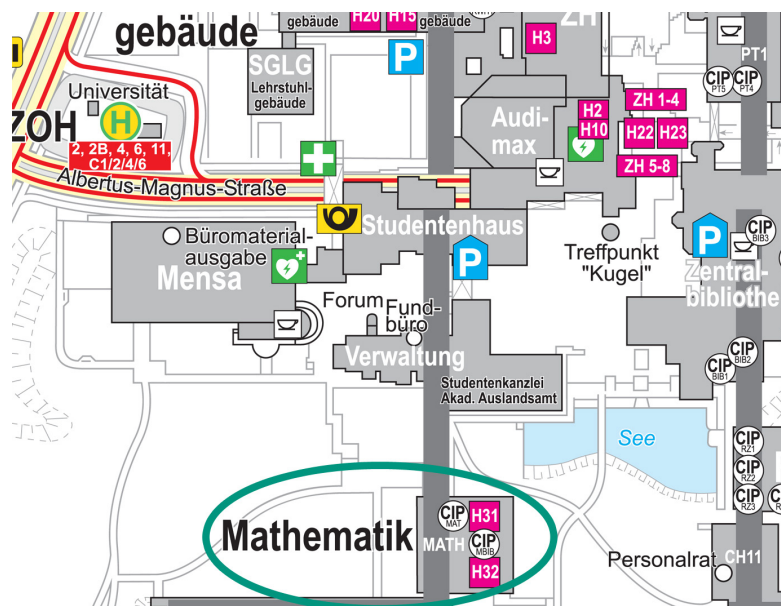 gebäude
gebäude
H20
H15
gebäude
H3
ZH
P
PT1
SGLG
Lehrstuhl-
gebäude
CIP
PT5
CIP
PT4
Universität
H
ZOH
2, 2B, 4, 6, 11,
C1/2/4/6
Audi-
max
H2
H10
ZH 1-4
H22
H23
ZH 5-8
Albertus-Magnus-Straße
Studentenhaus
Büromaterial-
ausgabe
Mensa
P
Treffpunkt
"Kugel"
P
CIP
BIB3
Zentral-
bibliothe
Forum
Fund-
büro
Verwaltung
Studentenkanzlei
Akad. Auslandsamt
CIP
BIB2
CIP
BIB1
See
CIP
RZ1
CIP
RZ2
CIP
RZ3
Mathematik
CIP
MAT
H31
MATH
CIP
MBIB
H32
Personalrat
CH11